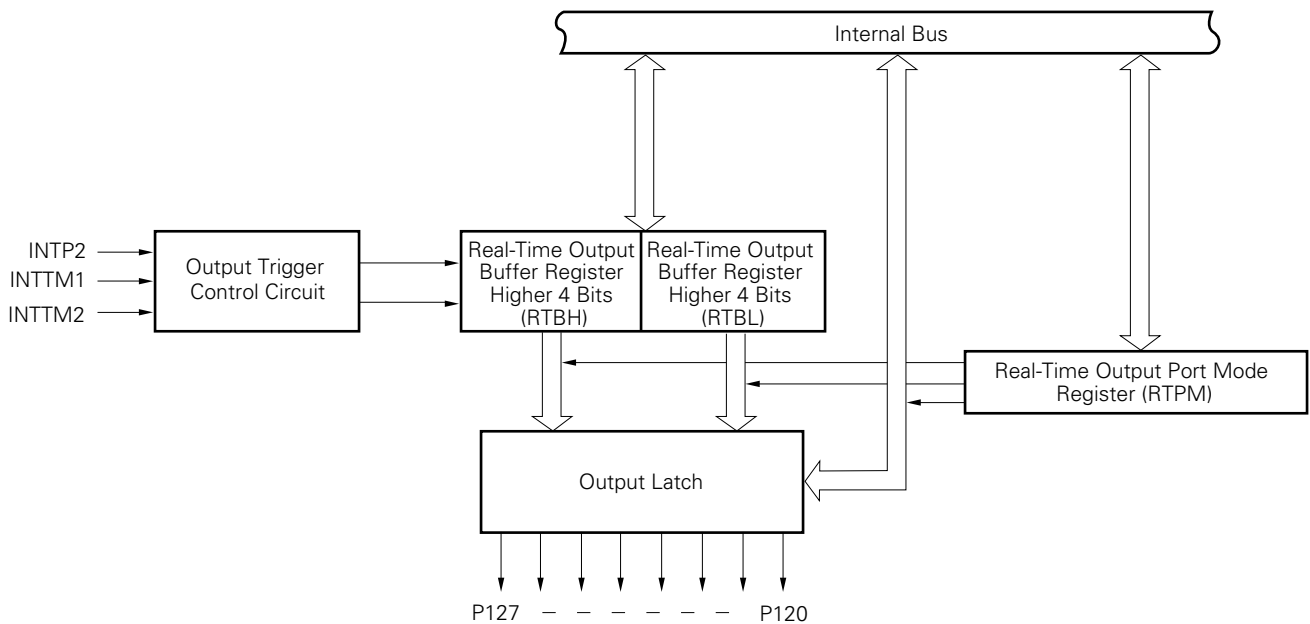 Internal Bus
INTP2
INTTM1
INTTM2
Output Trigger
Control Circuit
Real-Time Output
Buffer Register
Higher 4 Bits
(RTBH)
Real-Time Output
Buffer Register
Higher 4 Bits
(RTBL)
Real-Time Output Port Mode
Register (RTPM)
Output Latch
P127 – – – – – – P120